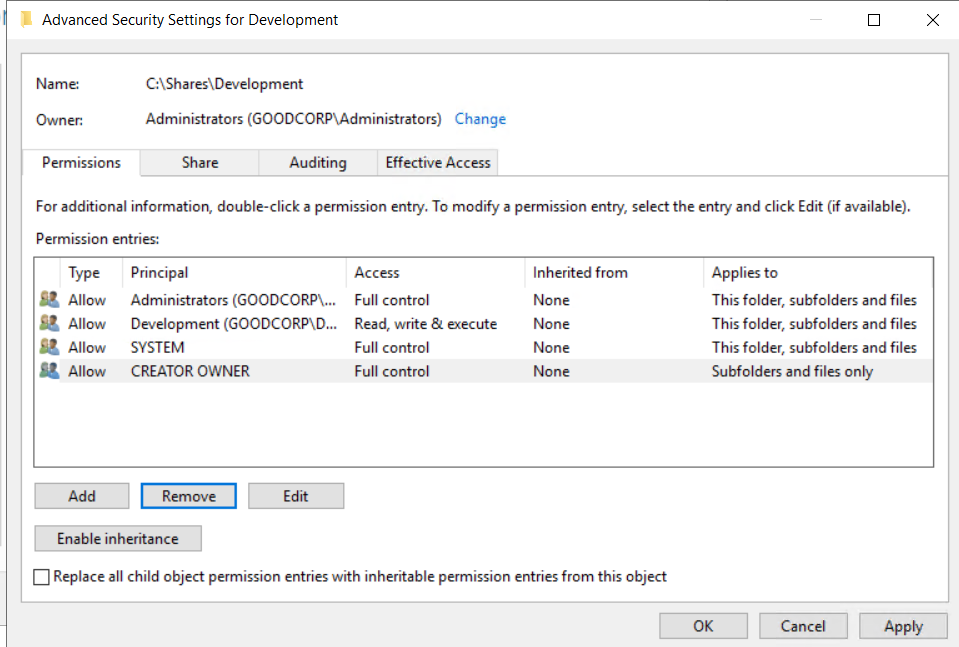 Advanced Security Settings for Development
Name: C:\Shares\Development
Owner: Administrators (GOODCORP\Administrators) Change
Permissions Share Auditing Effective Access
For additional information, double-click a permission entry. To modify a permission entry, select the entry and click Edit (if available).
Permission entries:
Type Principal Access Inherited from Applies to
Allow Administrators (GOODCORP\... Full control None This folder, subfolders and files
Allow Development (GOODCORP\D... Read, write & execute None This folder, subfolders and files
Allow SYSTEM Full control None This folder, subfolders and files
Allow CREATOR OWNER Full control None Subfolders and files only
Add Remove Edit
Enable inheritance
Replace all child object permission entries with inheritable permission entries from this object
OK Cancel Apply